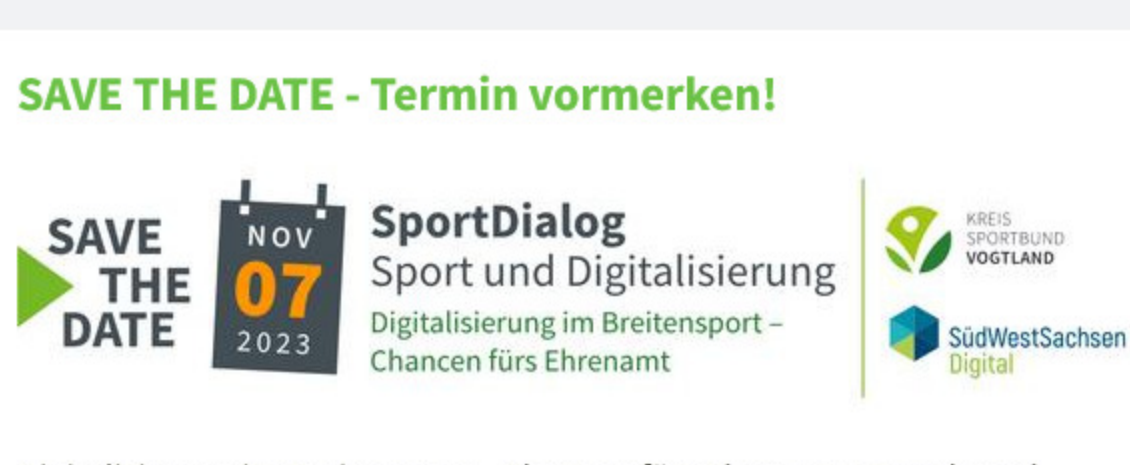 SAVE THE DATE - Termin vormerken!
SAVE
THE
DATE
NOV
07
2023
SportDialog
Sport und Digitalisierung
Digitalisierung im Breitensport –
Chancen fürs Ehrenamt
KREIS
SPORTBUND
VOGTLAND
SüdWestSachsen
Digital